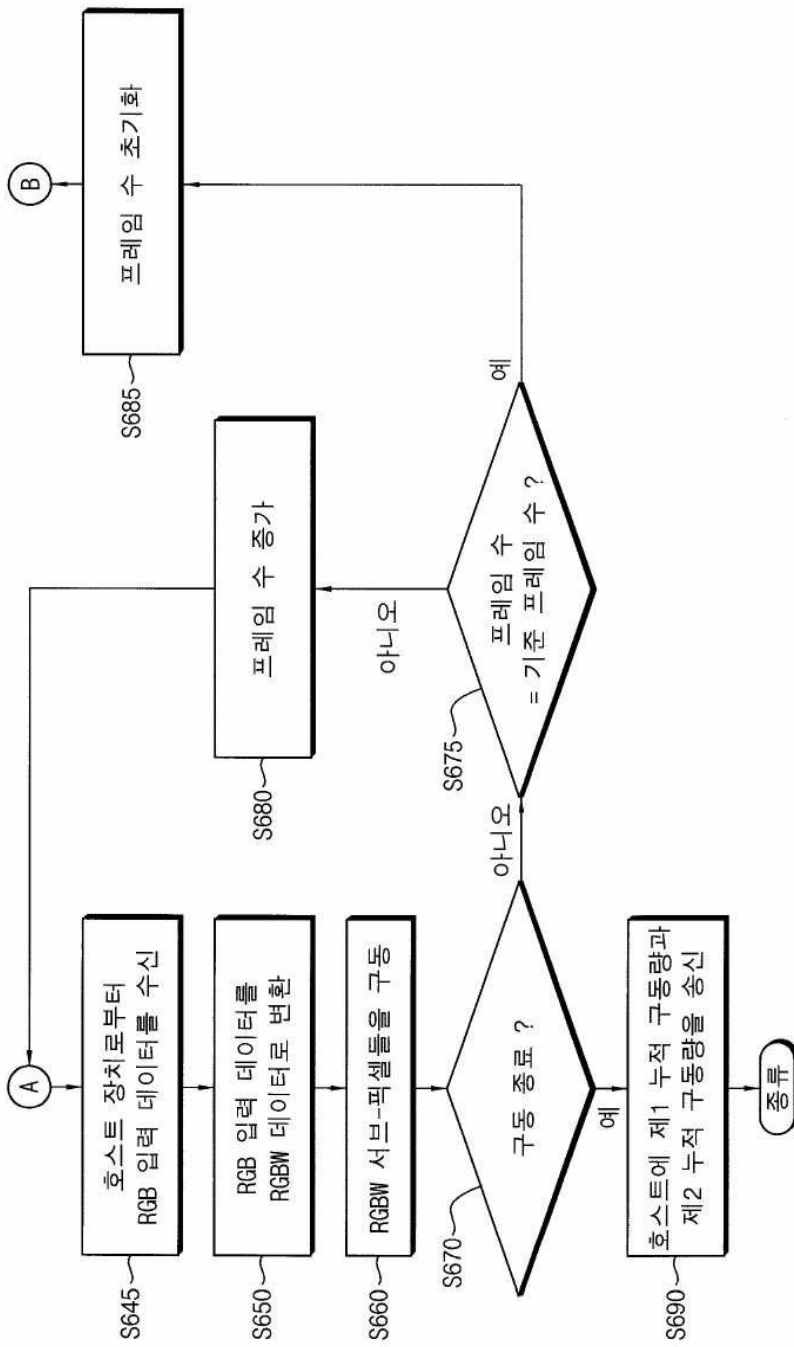 A
호스트 장치로부터
RGB 입력 데이터를 수신
S645
RGB 입력 데이터를
RGBW 데이터로 변환
S650
RGBW 서브-픽셀들을 구동
S660
구동 종료 ?
S670
아니오
예
호스트에 제1 누적 구동량과
제2 누적 구동량을 송신
S690
종류
프레임 수
= 기준 프레임 수 ?
S675
아니오
예
프레임 수 증가
S680
프레임 수 초기화
S685
B